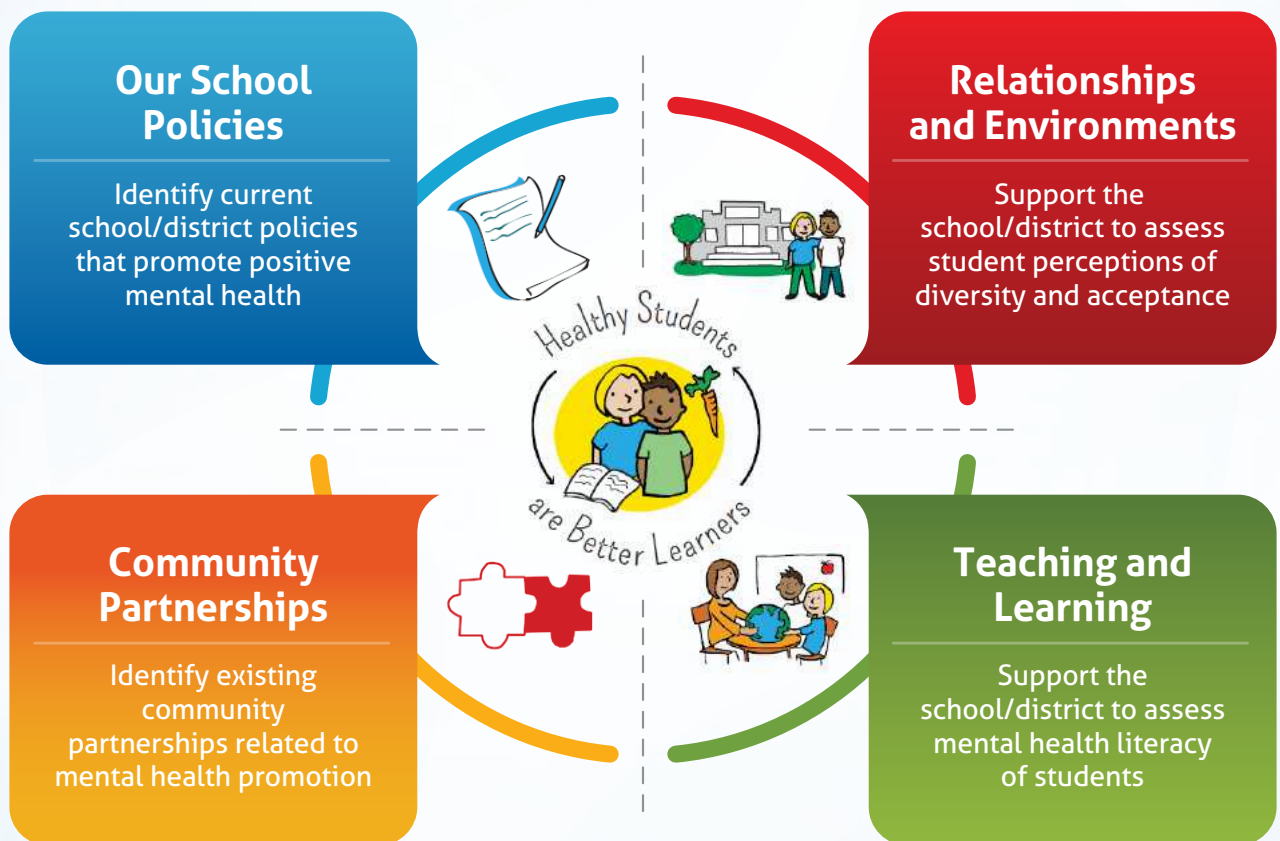 Our School
Policies
Identify current
school/district policies
that promote positive
mental health
Relationships
and Environments
Support the
school/district to assess
student perceptions of
diversity and acceptance
Healthy Students
are Better Learners
Community
Partnerships
Identify existing
community
partnerships related to
mental health promotion
Teaching and
Learning
Support the
school/district to assess
mental health literacy
of students